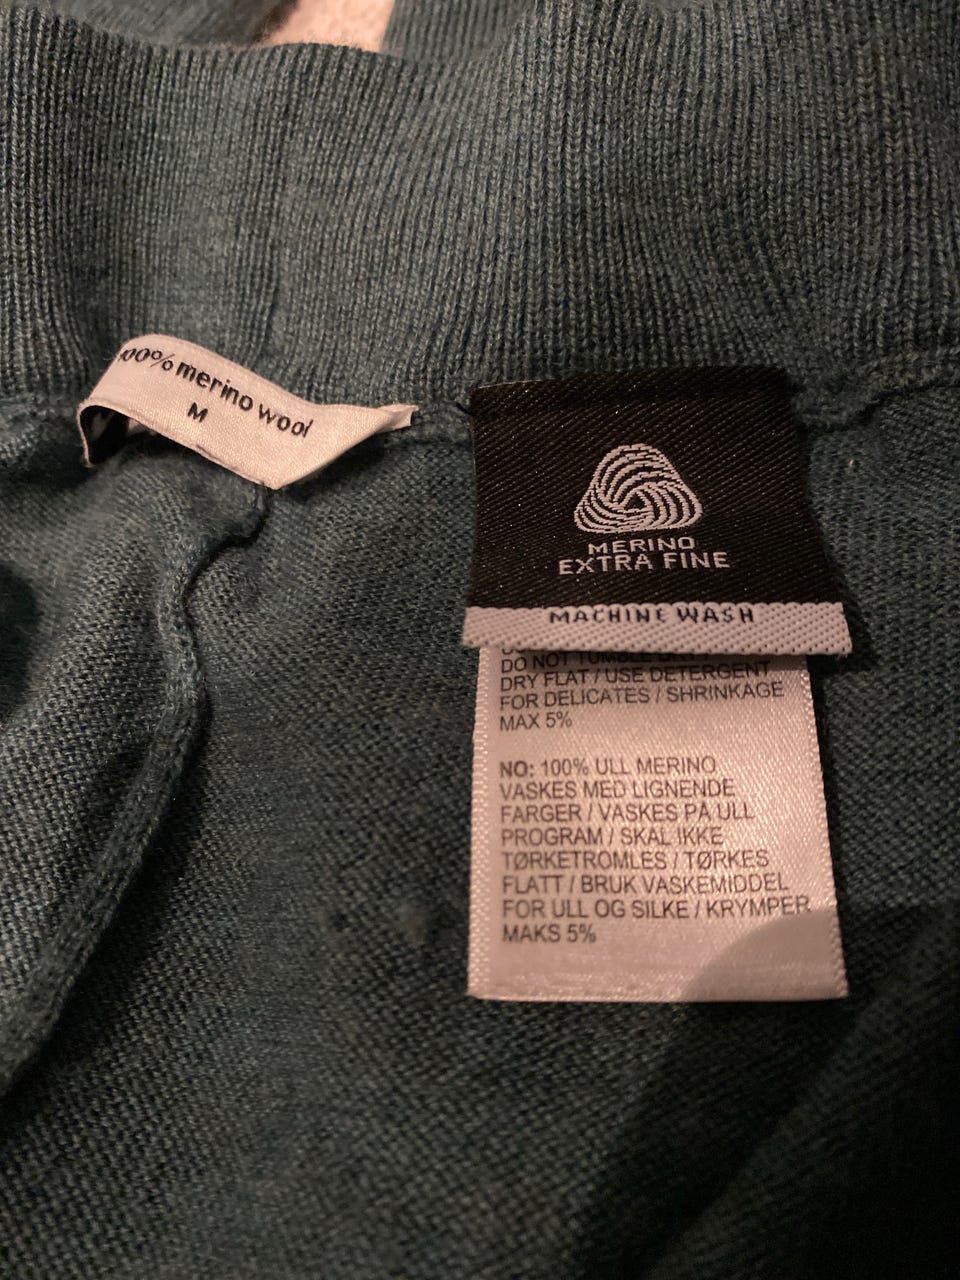 100% merino wool
M
MERINO
EXTRA FINE
MACHINE WASH
DO NOT TUMBLE DRY
DRY FLAT / USE DETERGENT
FOR DELICATES / SHRINKAGE
MAX 5%
NO: 100% ULL MERINO
VASKES MED LIGNENDE
FARGER / VASKES PÅ ULL
PROGRAM / SKAL IKKE
TØRKETROMLES / TØRKES
FLATT / BRUK VASKEMIDDEL
FOR ULL OG SILKE / KRYMPER
MAKS 5%